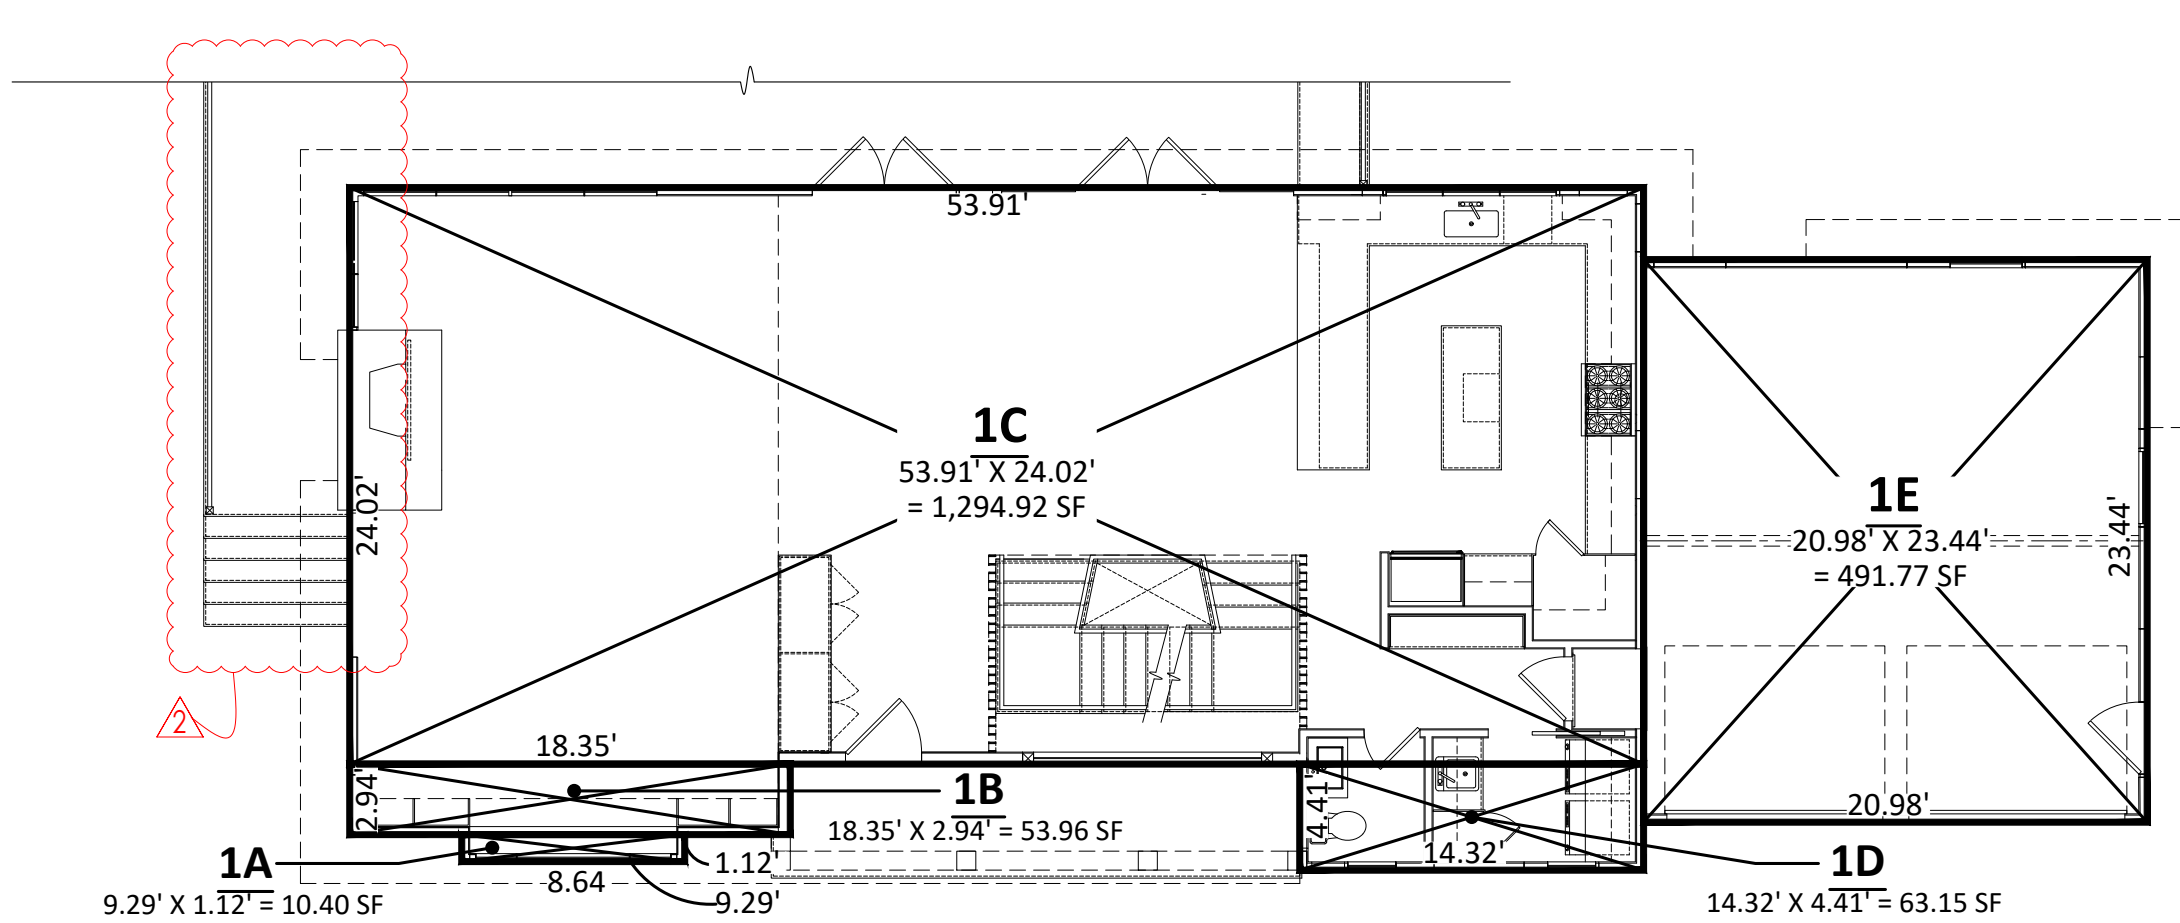 53.91'
1C
53.91' X 24.02'
= 1,294.92 SF
24.02'
1E
20.98' X 23.44'
= 491.77 SF
23.44'
20.98'
2
18.35'
2.94'
1B
18.35' X 2.94' = 53.96 SF
4.41'
14.32'
1A
9.29' X 1.12' = 10.40 SF
8.64
1.12'
9.29'
1D
14.32' X 4.41' = 63.15 SF